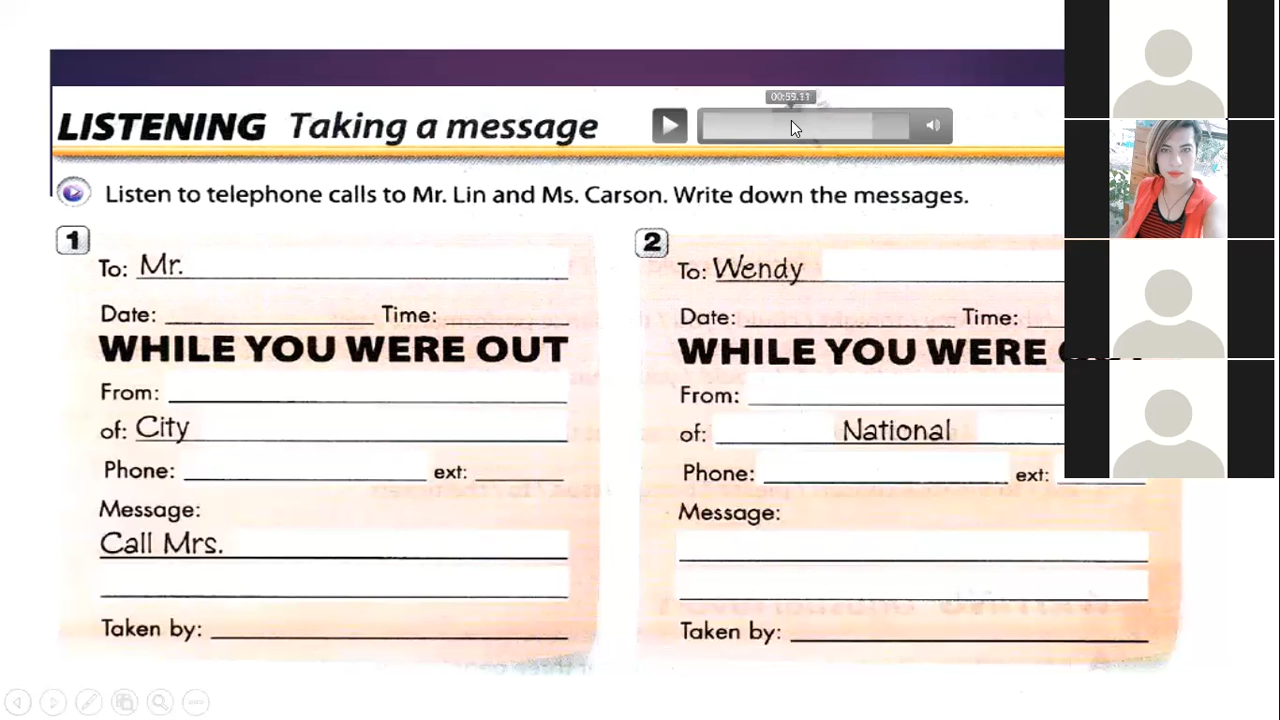 LISTENING Taking a message
00:59.11
Listen to telephone calls to Mr. Lin and Ms. Carson. Write down the messages.
1
To: Mr.
Date: Time:
WHILE YOU WERE OUT
From:
of: City
Phone: ext:
Message:
Call Mrs.
Taken by:
2
To: Wendy
Date: Time:
WHILE YOU WERE
From:
of: National
Phone: ext:
Message:
Taken by: